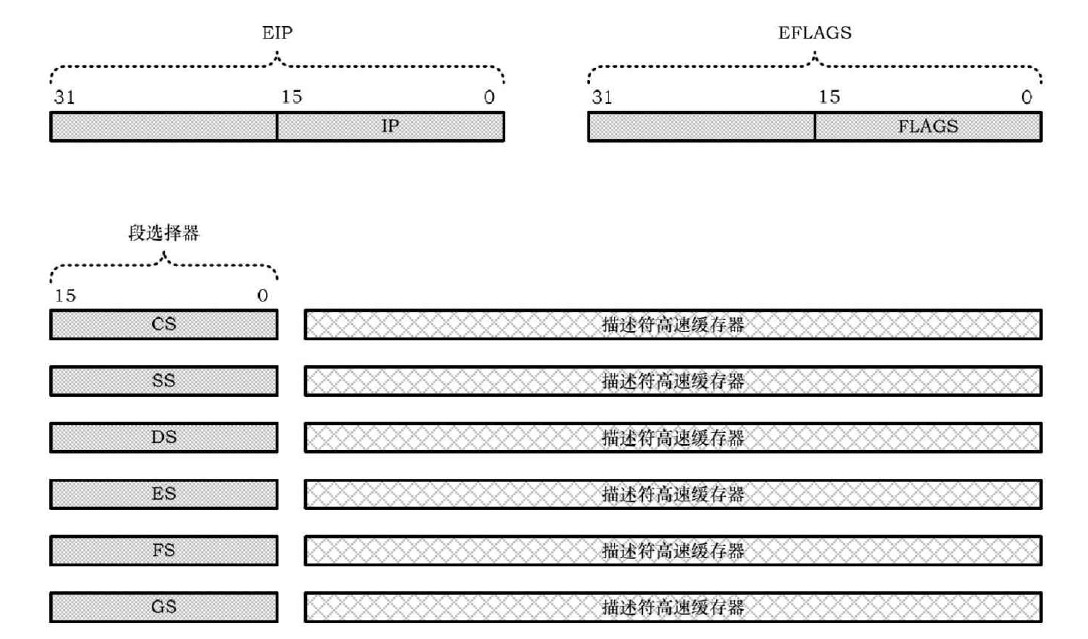 EIP EFLAGS
31 15 0 31 15 0
IP FLAGS
段选择器
15 0
CS 描述符高速缓存器
SS 描述符高速缓存器
DS 描述符高速缓存器
ES 描述符高速缓存器
FS 描述符高速缓存器
GS 描述符高速缓存器